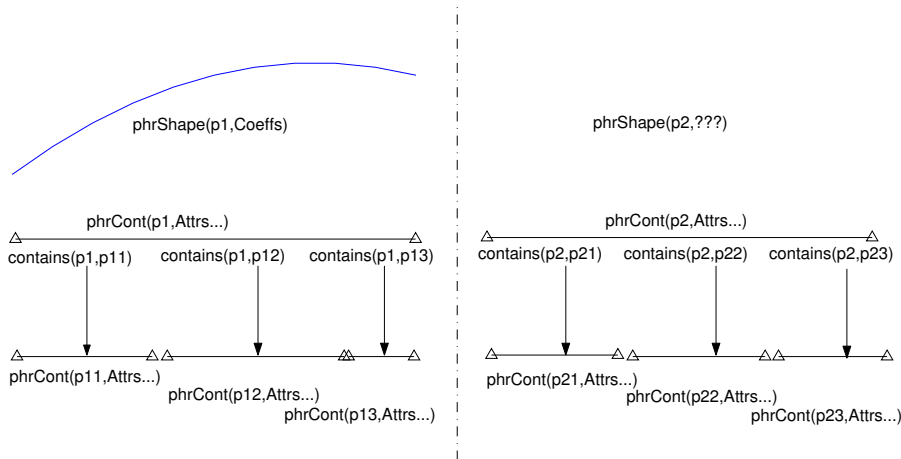 phrShape(p1,Coeffs)
phrShape(p2,???)
phrCont(p1,Attrs...)
phrCont(p2,Attrs...)
contains(p1,p11)
contains(p1,p12)
contains(p1,p13)
contains(p2,p21)
contains(p2,p22)
contains(p2,p23)
phrCont(p11,Attrs...)
phrCont(p12,Attrs...)
phrCont(p13,Attrs...)
phrCont(p21,Attrs...)
phrCont(p22,Attrs...)
phrCont(p23,Attrs...)